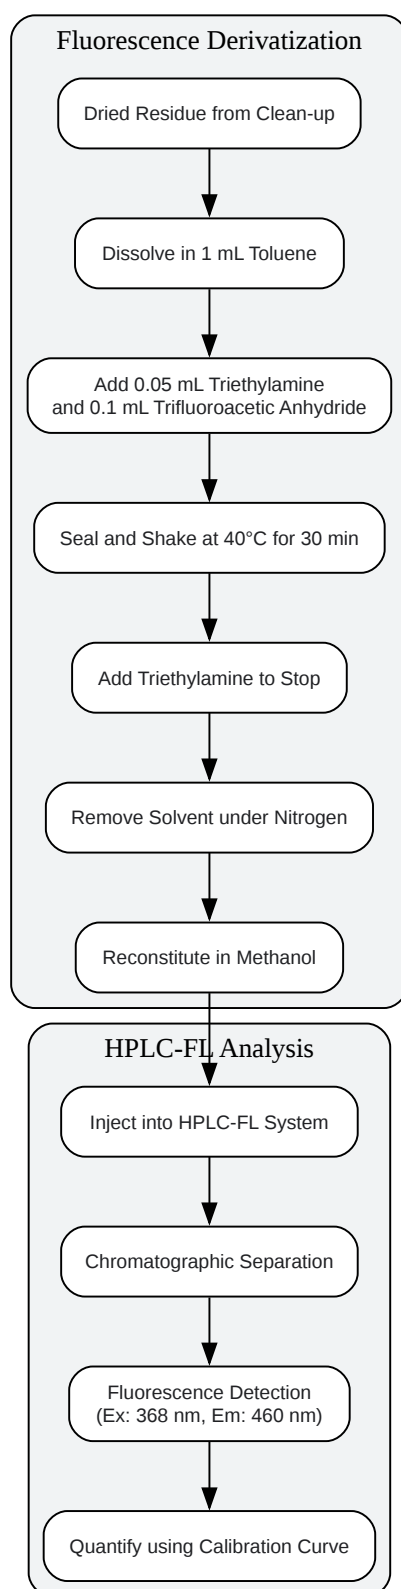 Fluorescence Derivatization
Dried Residue from Clean-up
Dissolve in 1 mL Toluene
Add 0.05 mL Triethylamine
and 0.1 mL Trifluoroacetic Anhydride
Seal and Shake at 40°C for 30 min
Add Triethylamine to Stop
Remove Solvent under Nitrogen
Reconstitute in Methanol
HPLC-FL Analysis
Inject into HPLC-FL System
Chromatographic Separation
Fluorescence Detection
(Ex: 368 nm, Em: 460 nm)
Quantify using Calibration Curve